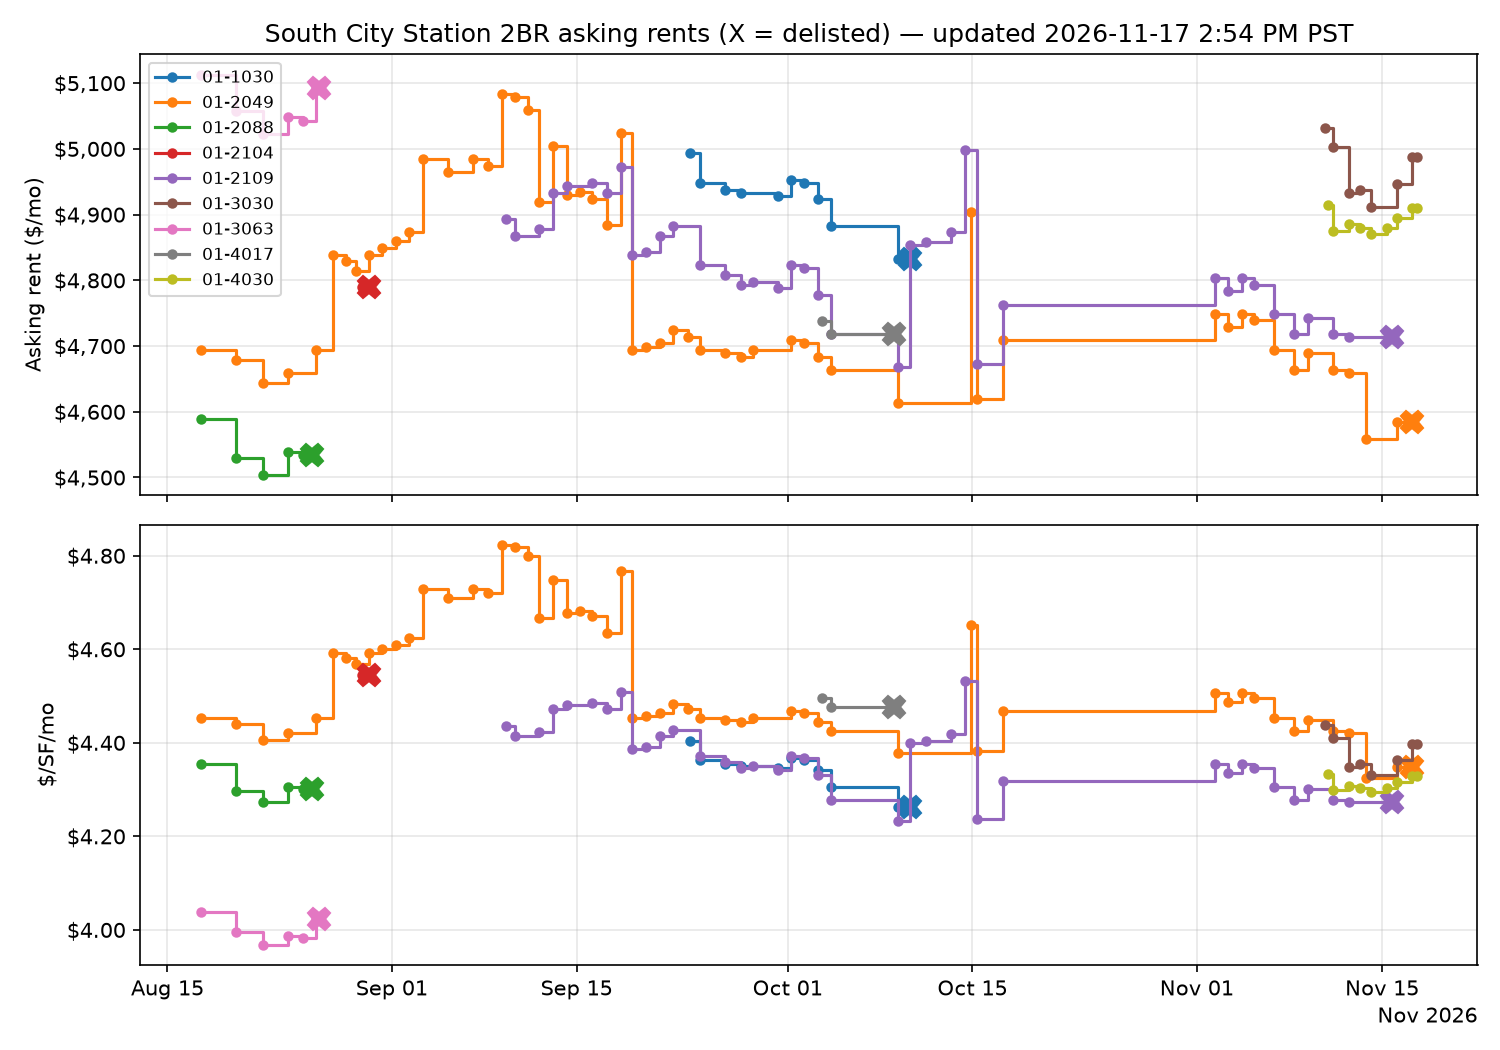 South City Station 2BR asking rents (X = delisted) — updated 2026-11-17 2:54 PM PST
Asking rent ($/mo)
$5,100
$5,000
$4,900
$4,800
$4,700
$4,600
$4,500
01-1030
01-2049
01-2088
01-2104
01-2109
01-3030
01-3063
01-4017
01-4030
$/SF/mo
$4.80
$4.60
$4.40
$4.20
$4.00
Aug 15
Sep 01
Sep 15
Oct 01
Oct 15
Nov 01
Nov 15
Nov 2026